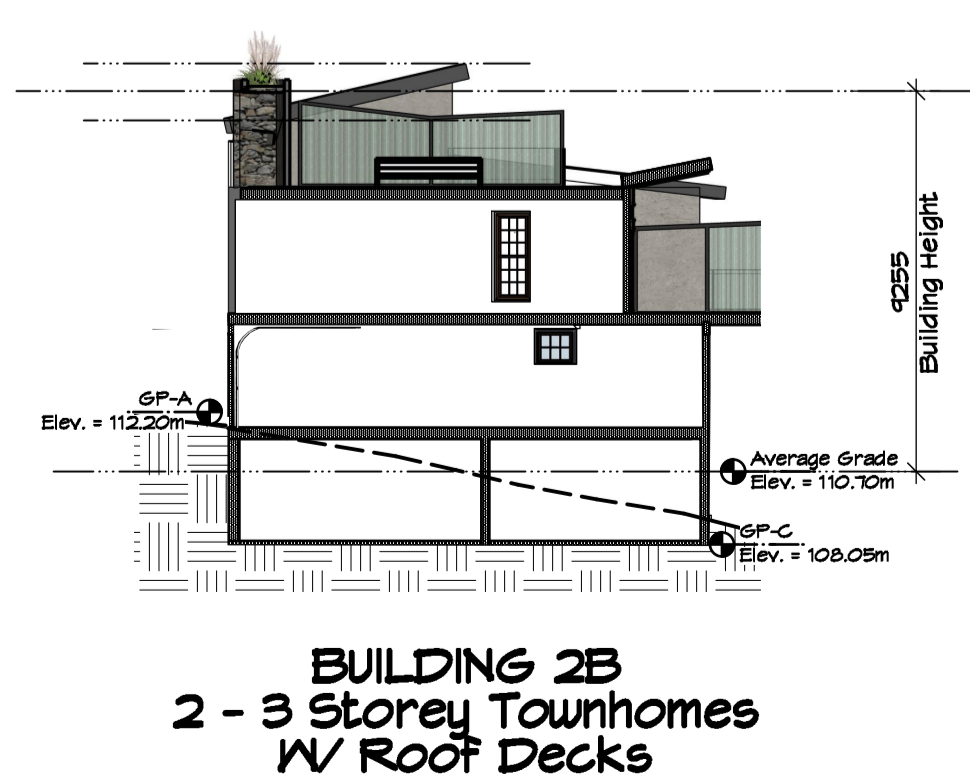 9255
Building Height
GP-A
Elev. = 112.20m
Average Grade
Elev. = 110.70m
GP-C
Elev. = 108.05m
BUILDING 2B
2 - 3 Storey Townhomes
W/ Roof Decks